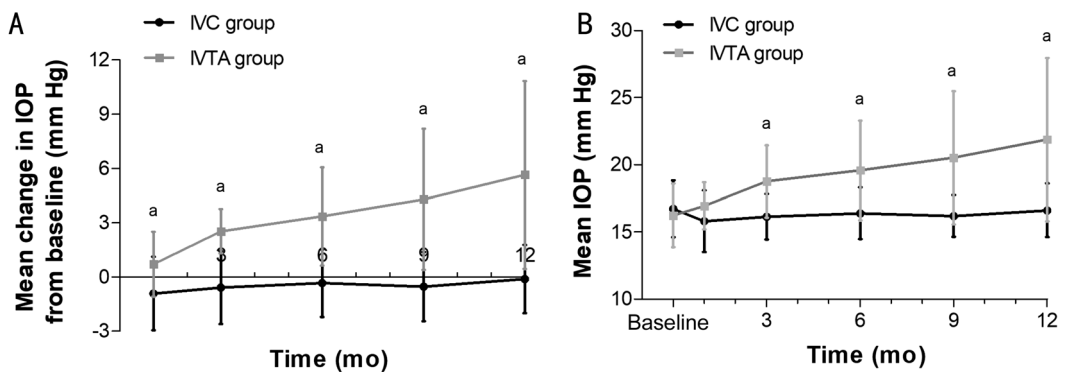 A
IVC group
IVTA group
Mean change in IOP
from baseline (mm Hg)
12
9
6
3
0
-3
a
a
a
a
a
3
6
9
12
Time (mo)
B
IVC group
IVTA group
Mean IOP (mm Hg)
30
25
20
15
10
a
a
a
a
Baseline
3
6
9
12
Time (mo)